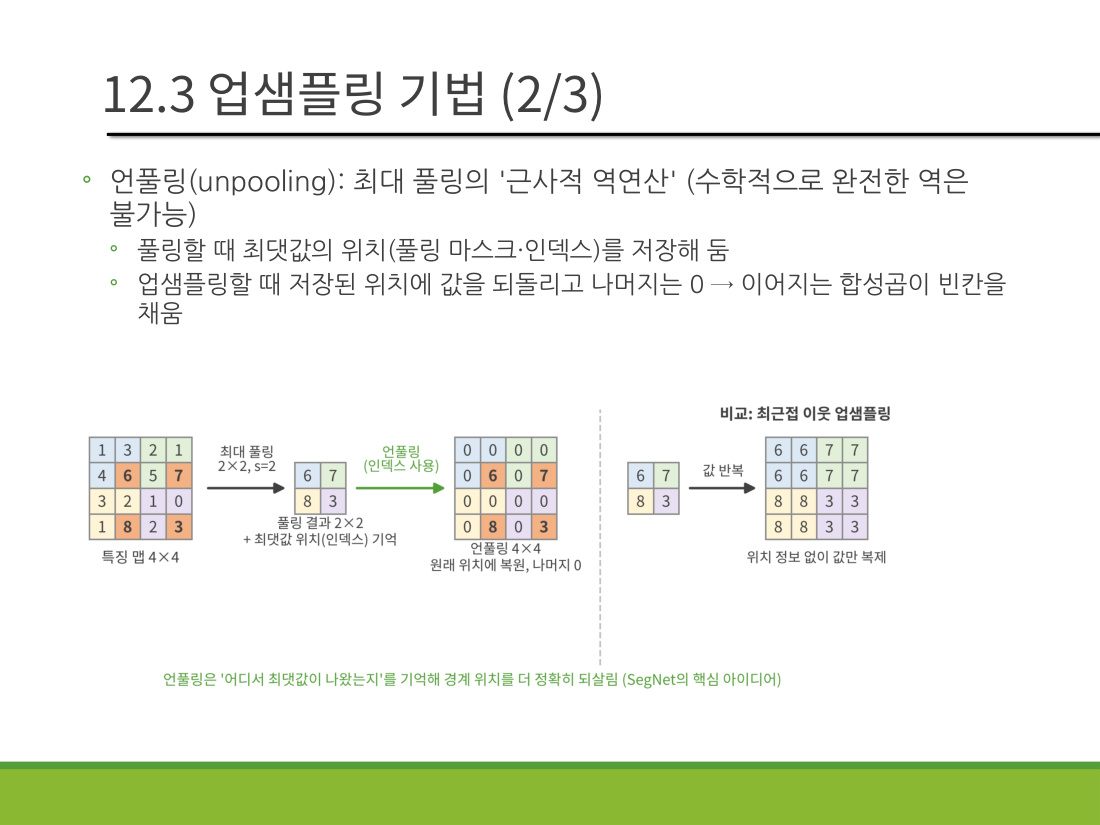 12.3 업샘플링 기법 (2/3)
언풀링(unpooling): 최대 풀링의 '근사적 역연산' (수학적으로 완전한 역은
불가능)
풀링할 때 최댓값의 위치(풀링 마스크·인덱스)를 저장해 둠
업샘플링할 때 저장된 위치에 값을 되돌리고 나머지는 0 → 이어지는 합성곱이 빈칸을
채움
1 3 2 1
4 6 5 7
3 2 1 0
1 8 2 3
특징 맵 4×4
최대 풀링
2×2, s=2
6 7
8 3
풀링 결과 2×2
+ 최댓값 위치(인덱스) 기억
언풀링
(인덱스 사용)
0 0 0 0
0 6 0 7
0 0 0 0
0 8 0 3
언풀링 4×4
원래 위치에 복원, 나머지 0
비교: 최근접 이웃 업샘플링
6 7
8 3
값 반복
6 6 7 7
6 6 7 7
8 8 3 3
8 8 3 3
위치 정보 없이 값만 복제
언풀링은 '어디서 최댓값이 나왔는지'를 기억해 경계 위치를 더 정확히 되살림 (SegNet의 핵심 아이디어)